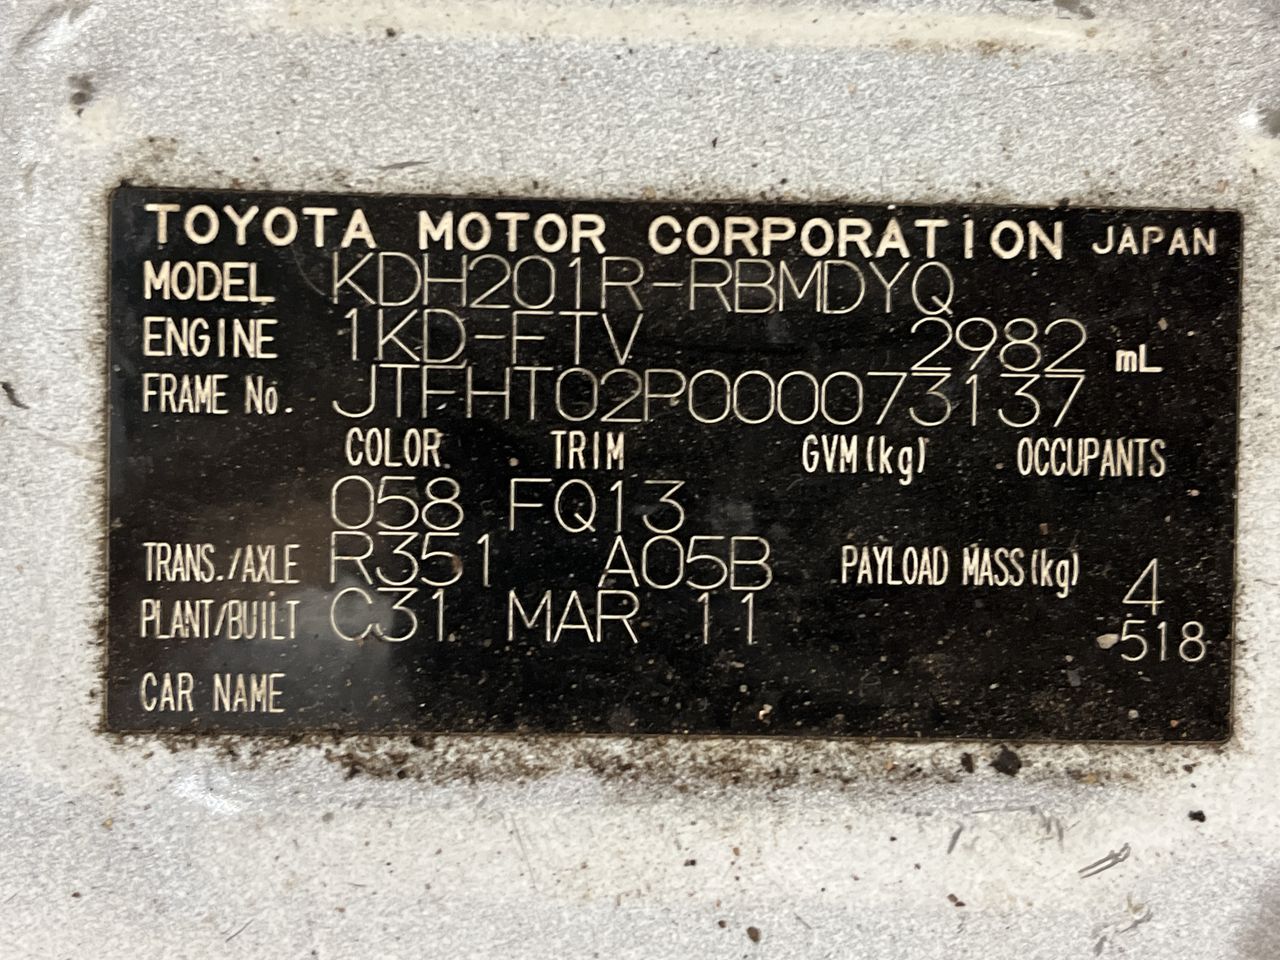 TOYOTA MOTOR CORPORATION JAPAN
MODEL KDH201R-RBMDYQ
ENGINE 1KD-FTV 2982 mL
FRAME No. JTFHT02P000073137
COLOR TRIM GVM(kg) OCCUPANTS
058 FQ13
TRANS./AXLE R351 A05B PAYLOAD MASS(kg) 4
PLANT/BUILT C31 MAR 11 518
CAR NAME